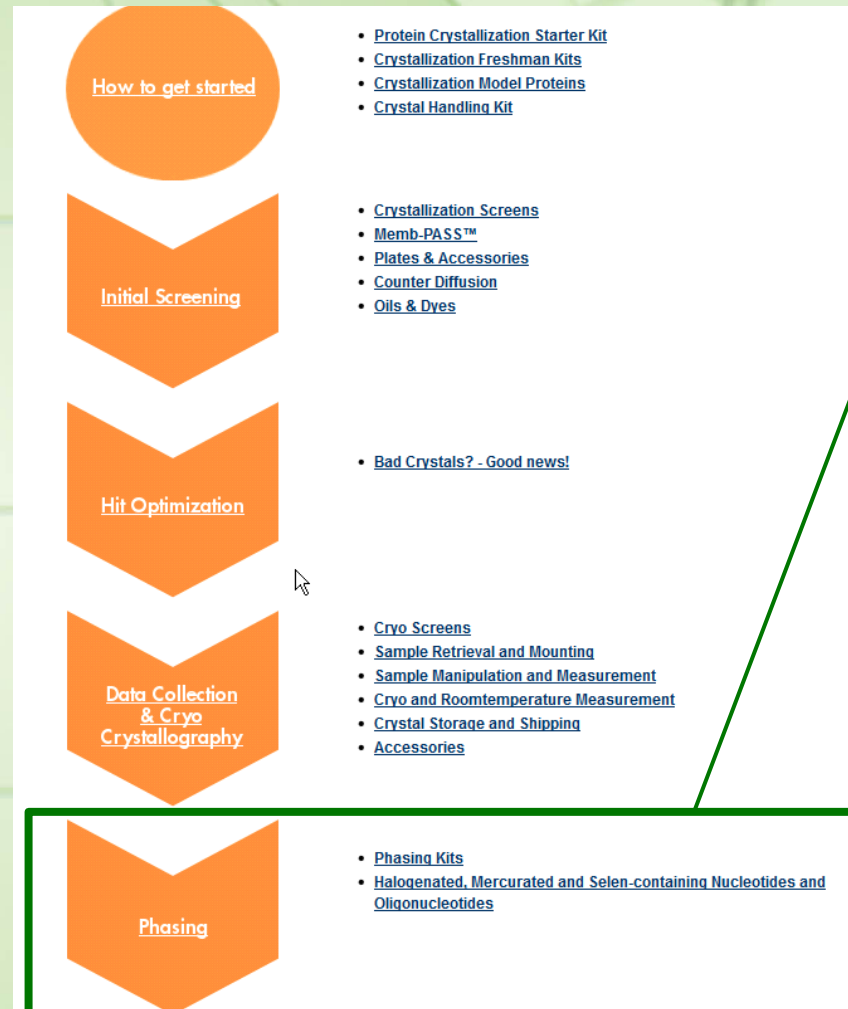 How to get started
Protein Crystallization Starter Kit
Crystallization Freshman Kits
Crystallization Model Proteins
Crystal Handling Kit
Initial Screening
Crystallization Screens
Memb-PASS™
Plates & Accessories
Counter Diffusion
Oils & Dyes
Hit Optimization
Bad Crystals? - Good news!
Data Collection
& Cryo
Crystallography
Cryo Screens
Sample Retrieval and Mounting
Sample Manipulation and Measurement
Cryo and Roomtemperature Measurement
Crystal Storage and Shipping
Accessories
Phasing
Phasing Kits
Halogenated, Mercurated and Selen-containing Nucleotides and
Oligonucleotides